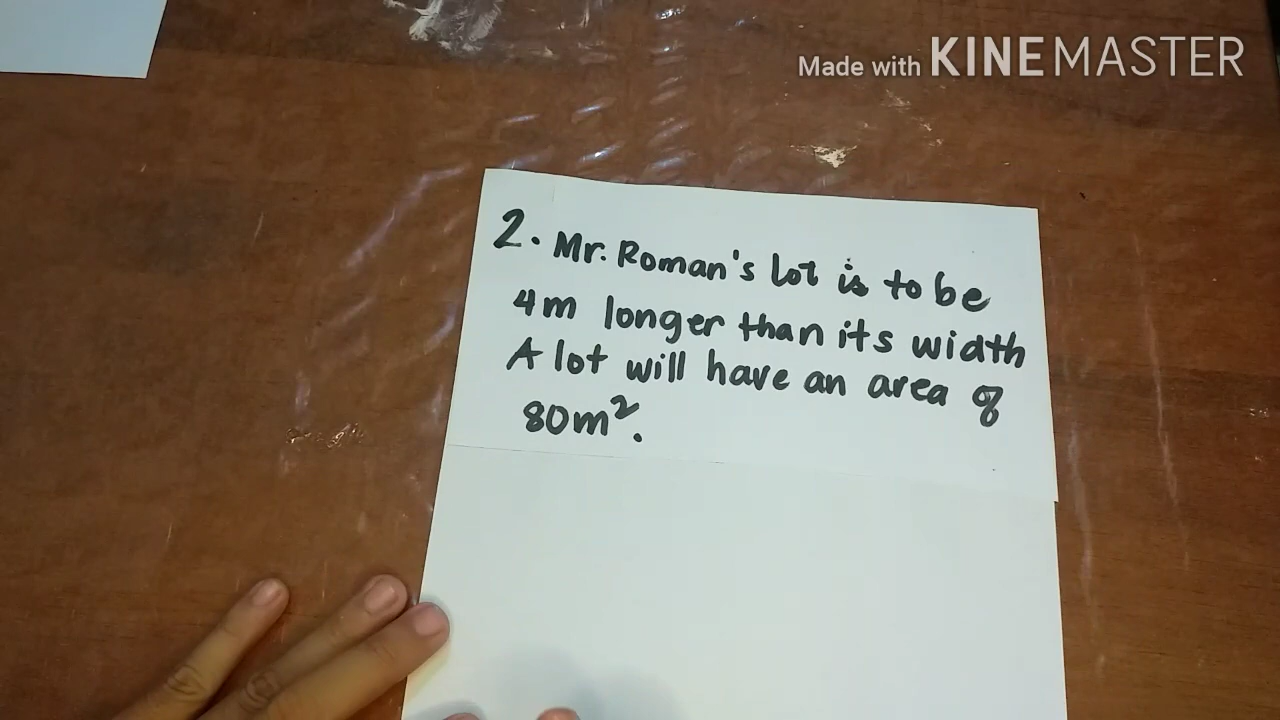 Made with KINEMASTER
2. Mr. Roman's lot is to be
4m longer than its width
A lot will have an area of
80m².